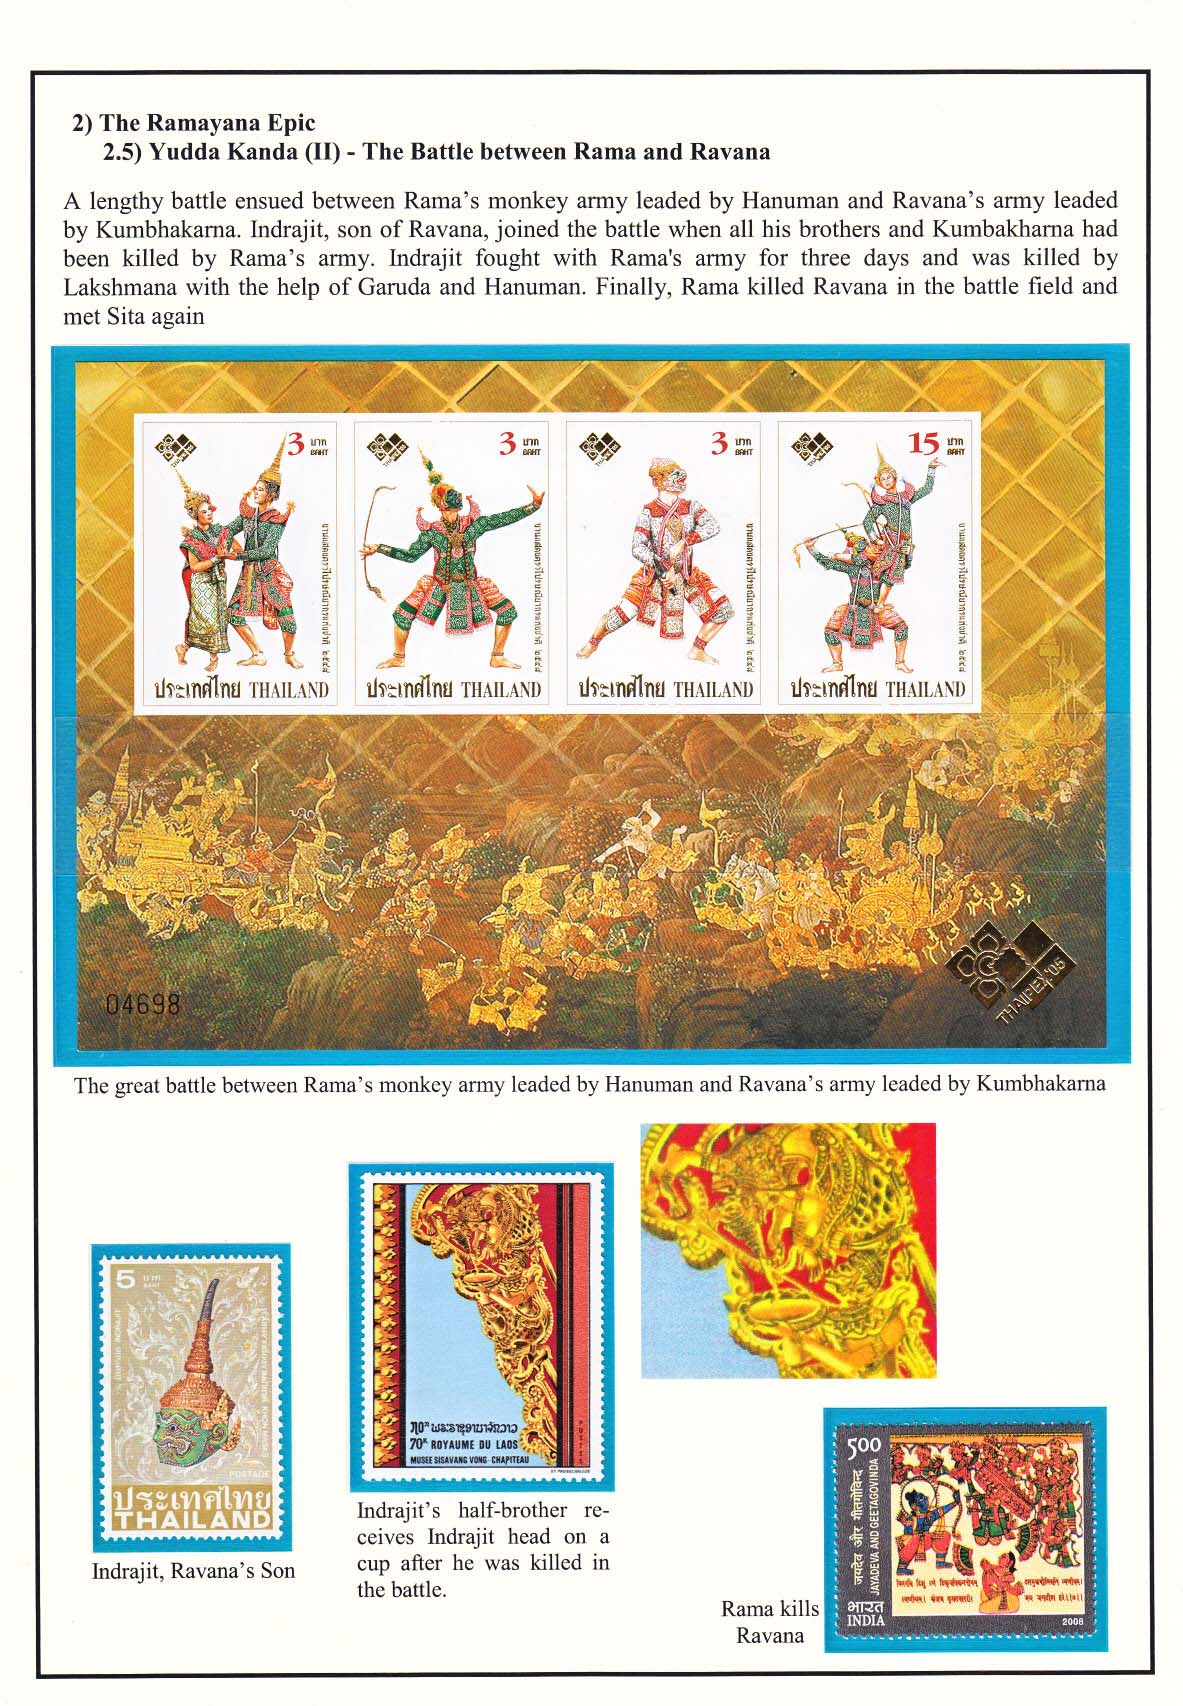 2) The Ramayana Epic
2.5) Yudda Kanda (II) - The Battle between Rama and Ravana
A lengthy battle ensued between Rama's monkey army leaded by Hanuman and Ravana's army leaded
by Kumbhakarna. Indrajit, son of Ravana, joined the battle when all his brothers and Kumbakharna had
been killed by Rama's army. Indrajit fought with Rama's army for three days and was killed by
Lakshmana with the help of Garuda and Hanuman. Finally, Rama killed Ravana in the battle field and
met Sita again
3 บาท
BAHT
ประเทศไทย THAILAND
3 บาท
BAHT
ประเทศไทย THAILAND
3 บาท
BAHT
ประเทศไทย THAILAND
15 บาท
BAHT
ประเทศไทย THAILAND
04698
THAIPEX'05
The great battle between Rama's monkey army leaded by Hanuman and Ravana's army leaded by Kumbhakarna
5 บาท
BAHT
POSTAGE
ประเทศไทย
THAILAND
Indrajit, Ravana's Son
70ᴷ ROYAUME DU LAOS
MUSEE SISAVANG VONG - CHAPITEAU
POSTES
Indrajit's half-brother re-
ceives Indrajit head on a
cup after he was killed in
the battle.
5.00
जयदेव और गीतगोविन्द
JAYADEVA AND GEETAGOVINDA
भारत
INDIA
2008
Rama kills
Ravana